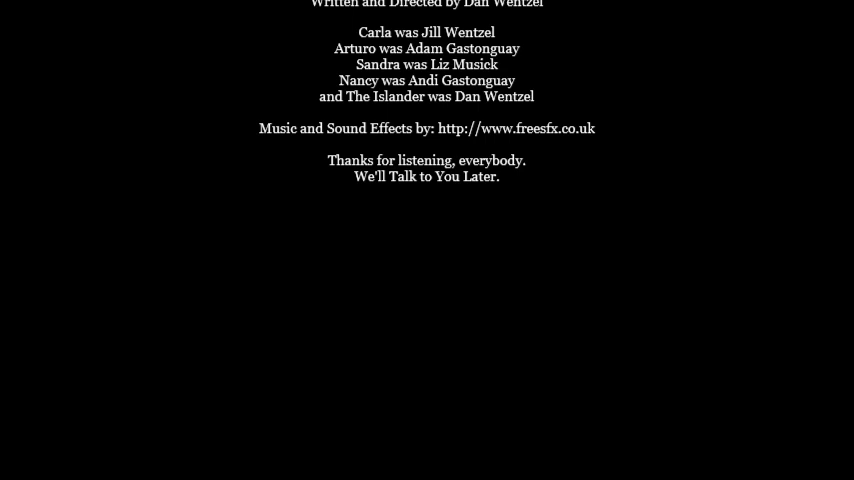 Written and Directed by Dan Wentzel
Carla was Jill Wentzel
Arturo was Adam Gastonguay
Sandra was Liz Musick
Nancy was Andi Gastonguay
and The Islander was Dan Wentzel
Music and Sound Effects by: http://www.freesfx.co.uk
Thanks for listening, everybody.
We'll Talk to You Later.